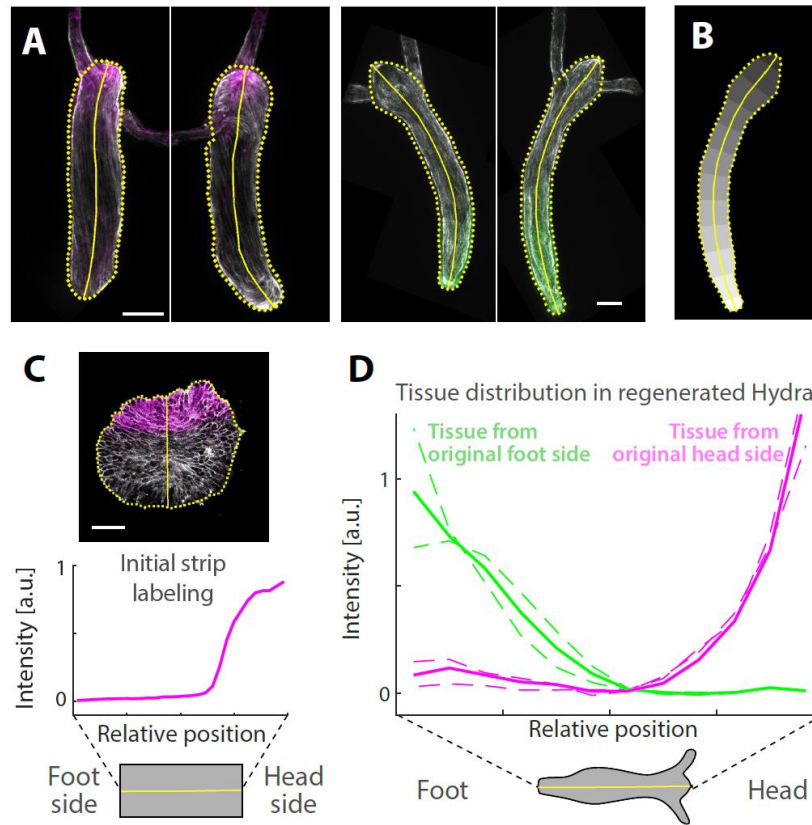 A
B
C
D
Tissue distribution in regenerated Hydra
Tissue from
original foot side
Tissue from
original head side
1
Intensity [a.u.]
0
Relative position
Foot
Head
Initial strip
labeling
1
Intensity [a.u.]
0
Relative position
Foot
side
Head
side